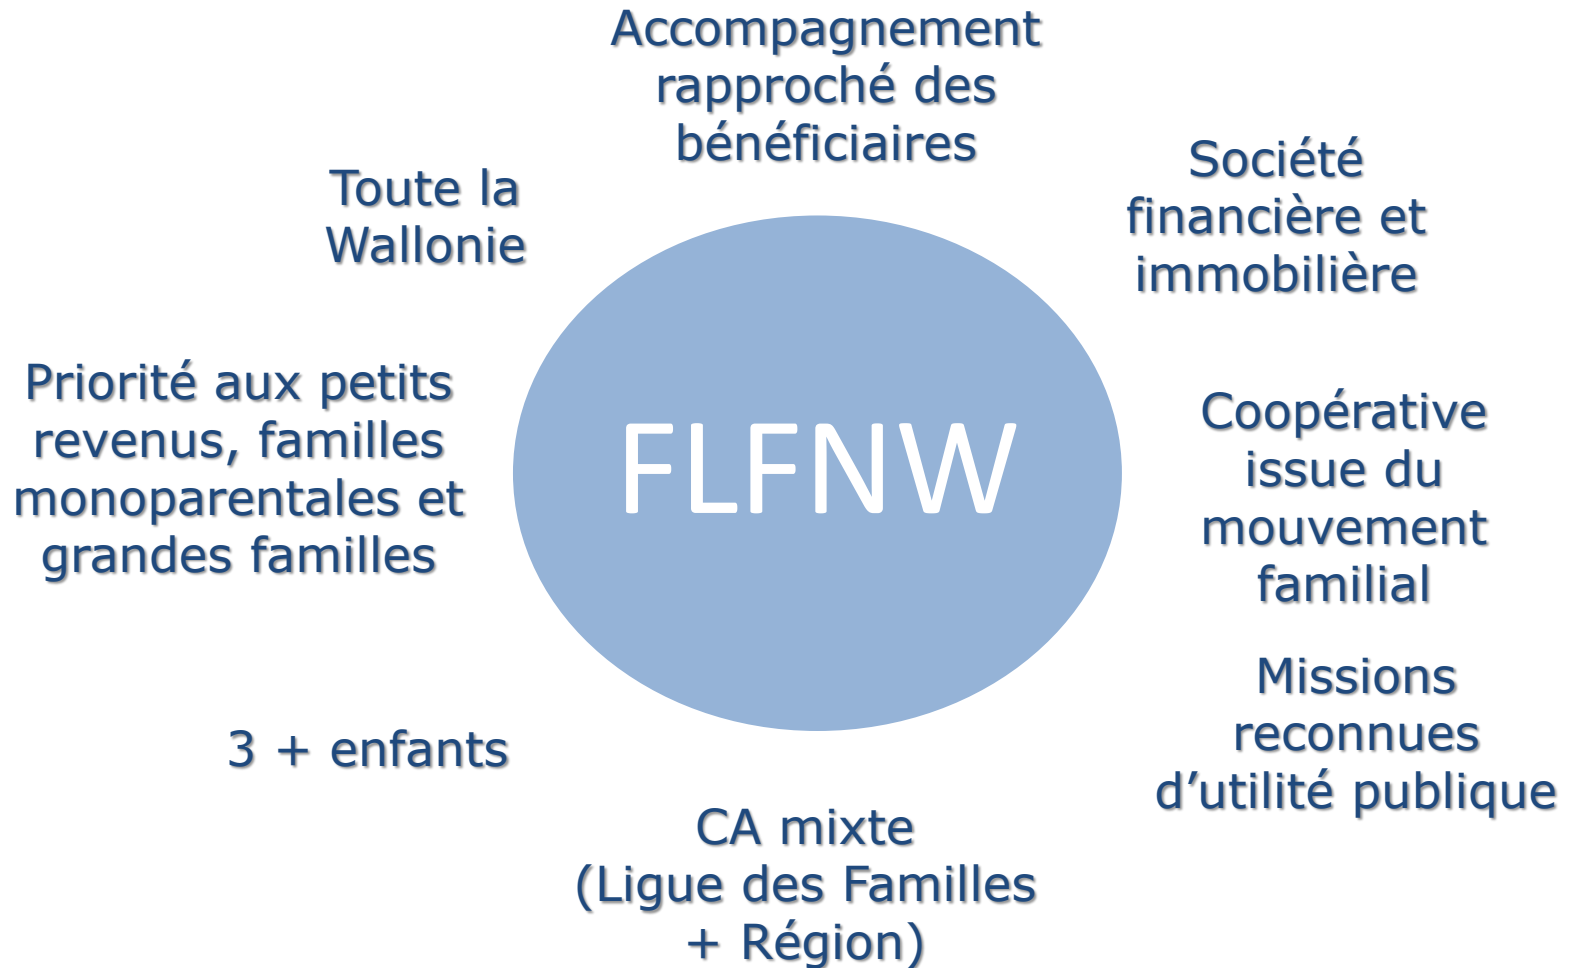 Accompagnement
rapproché des
bénéficiaires
Société
financière et
immobilière
Toute la
Wallonie
Priorité aux petits
revenus, familles
monoparentales et
grandes familles
FLFNW
Coopérative
issue du
mouvement
familial
Missions
reconnues
d’utilité publique
3 + enfants
CA mixte
(Ligue des Familles
+ Région)